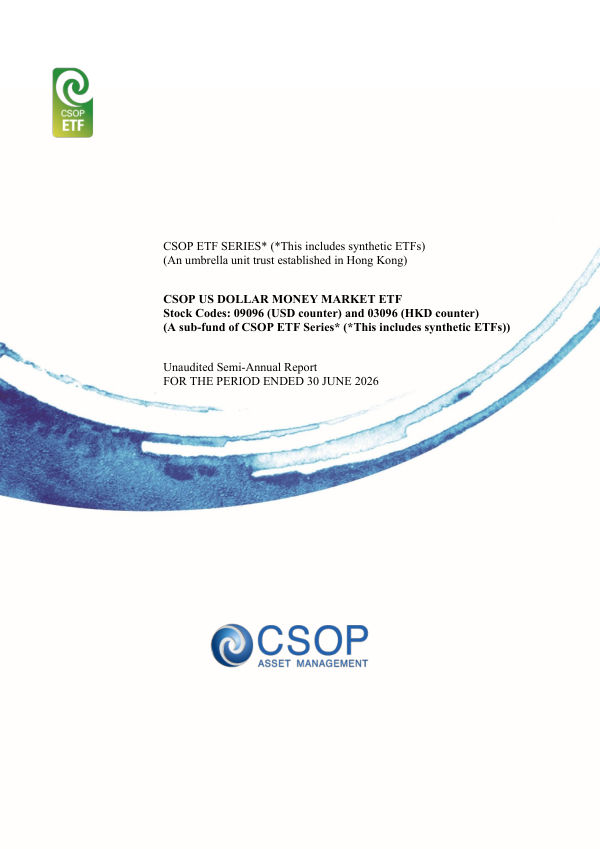 CSOP
ETF
CSOP ETF SERIES* (*This includes synthetic ETFs)
(An umbrella unit trust established in Hong Kong)
CSOP US DOLLAR MONEY MARKET ETF
Stock Codes: 09096 (USD counter) and 03096 (HKD counter)
(A sub-fund of CSOP ETF Series* (*This includes synthetic ETFs))
Unaudited Semi-Annual Report
FOR THE PERIOD ENDED 30 JUNE 2026
CSOP
ASSET MANAGEMENT